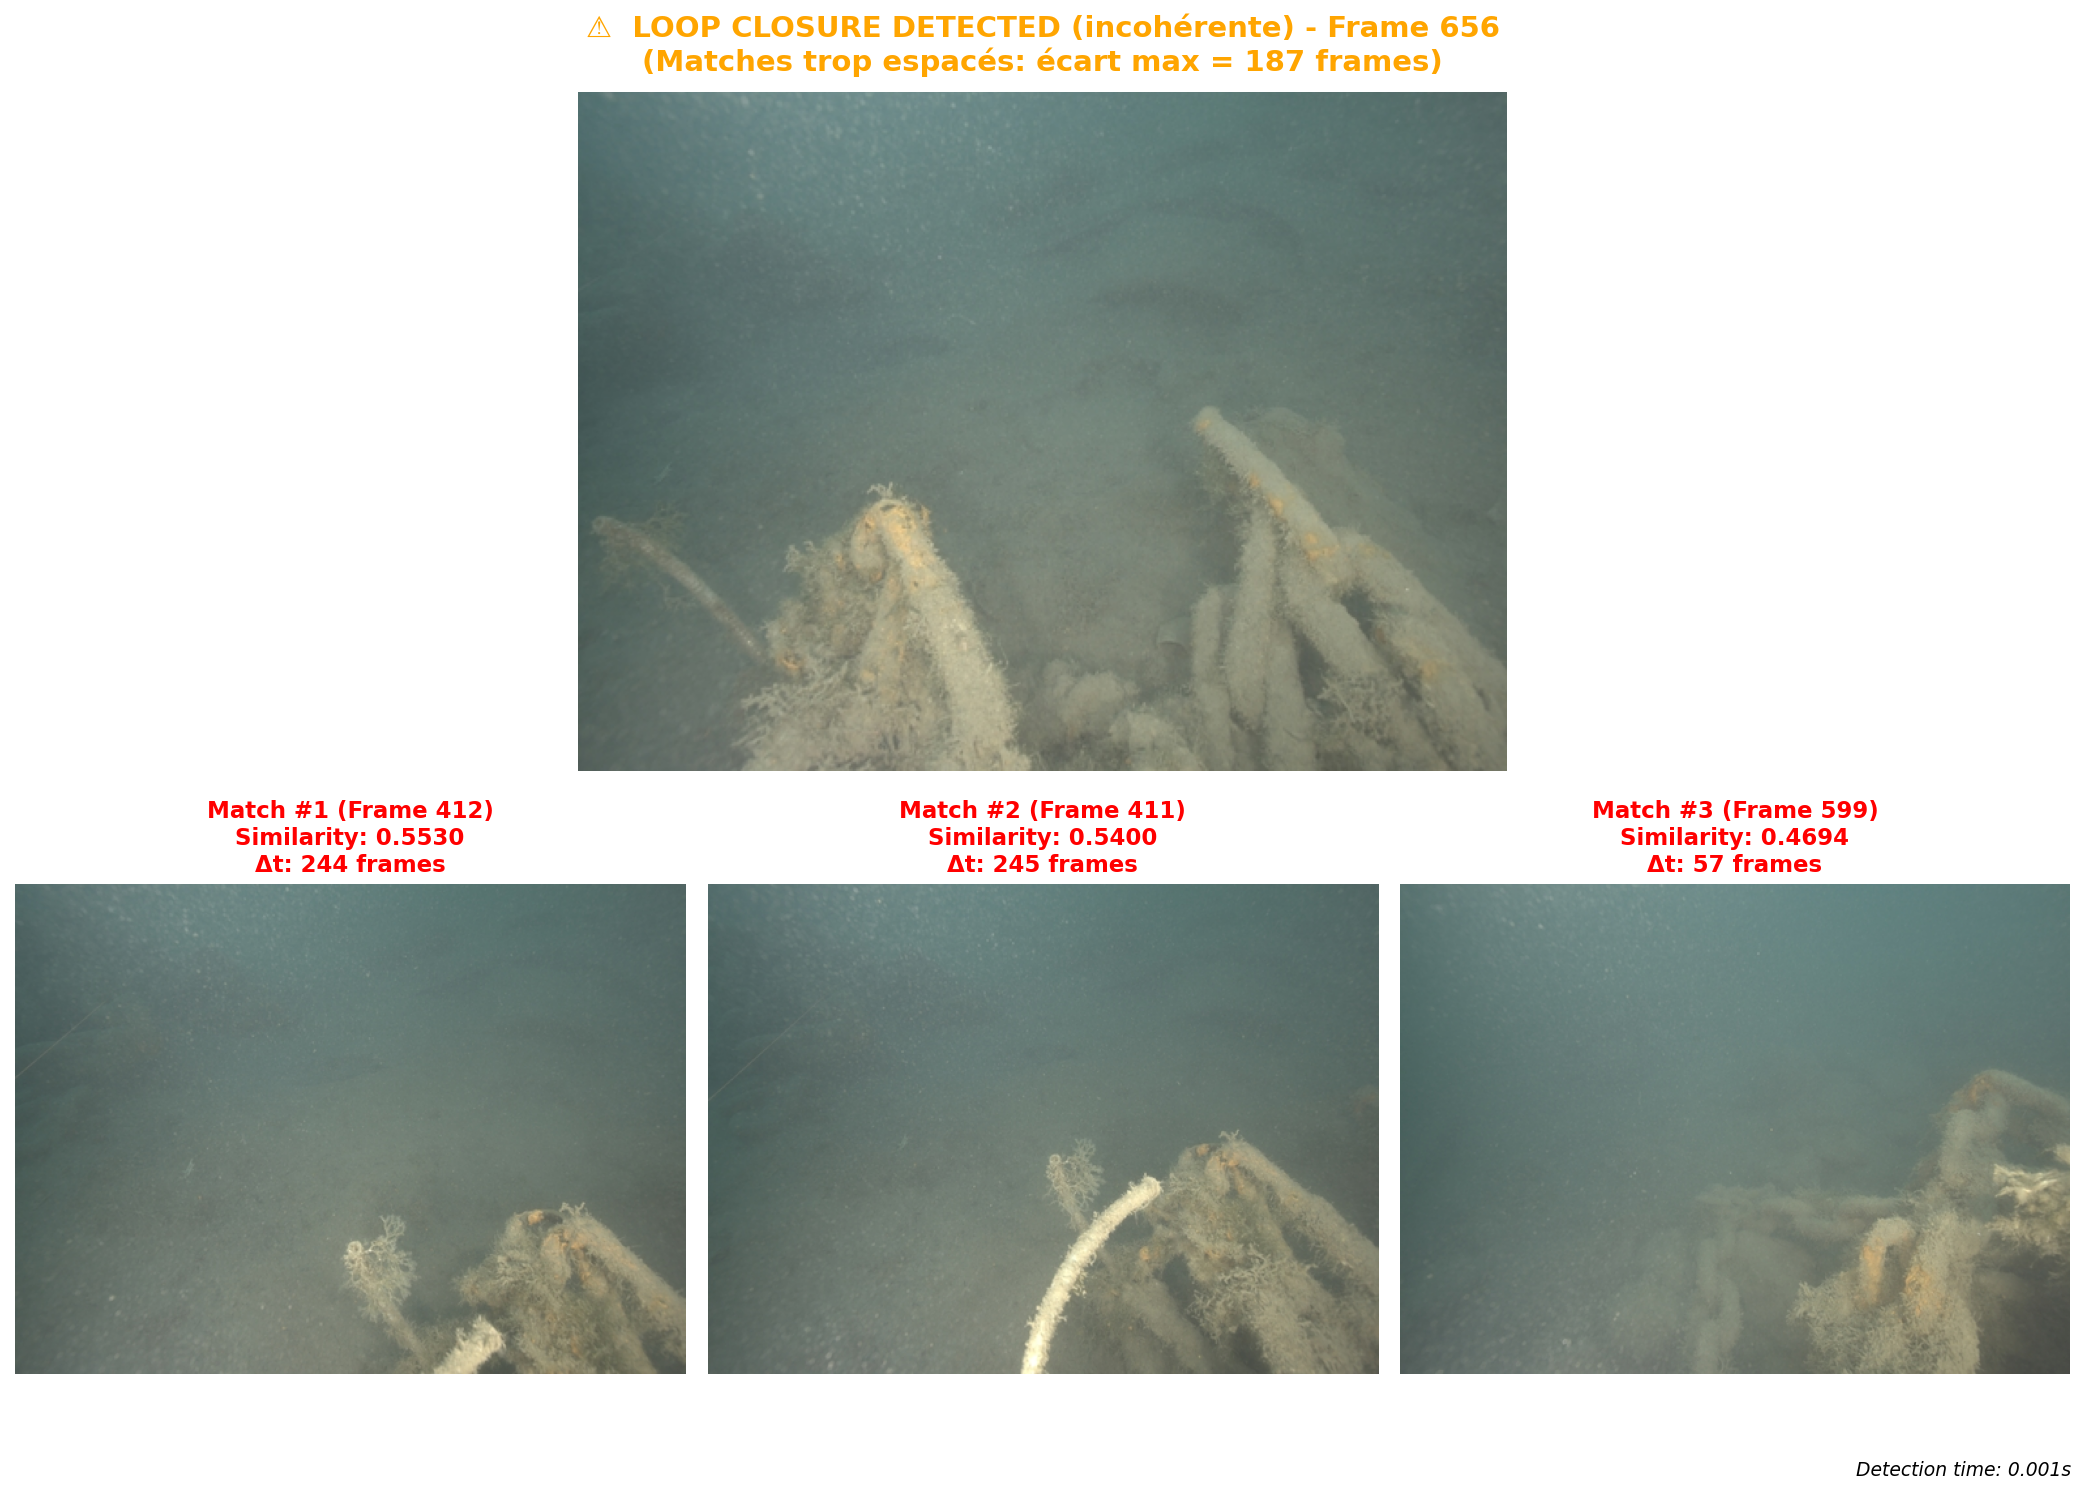 ⚠ LOOP CLOSURE DETECTED (incohérente) - Frame 656
(Matches trop espacés: écart max = 187 frames)
Match #1 (Frame 412)
Similarity: 0.5530
Δt: 244 frames
Match #2 (Frame 411)
Similarity: 0.5400
Δt: 245 frames
Match #3 (Frame 599)
Similarity: 0.4694
Δt: 57 frames
Detection time: 0.001s